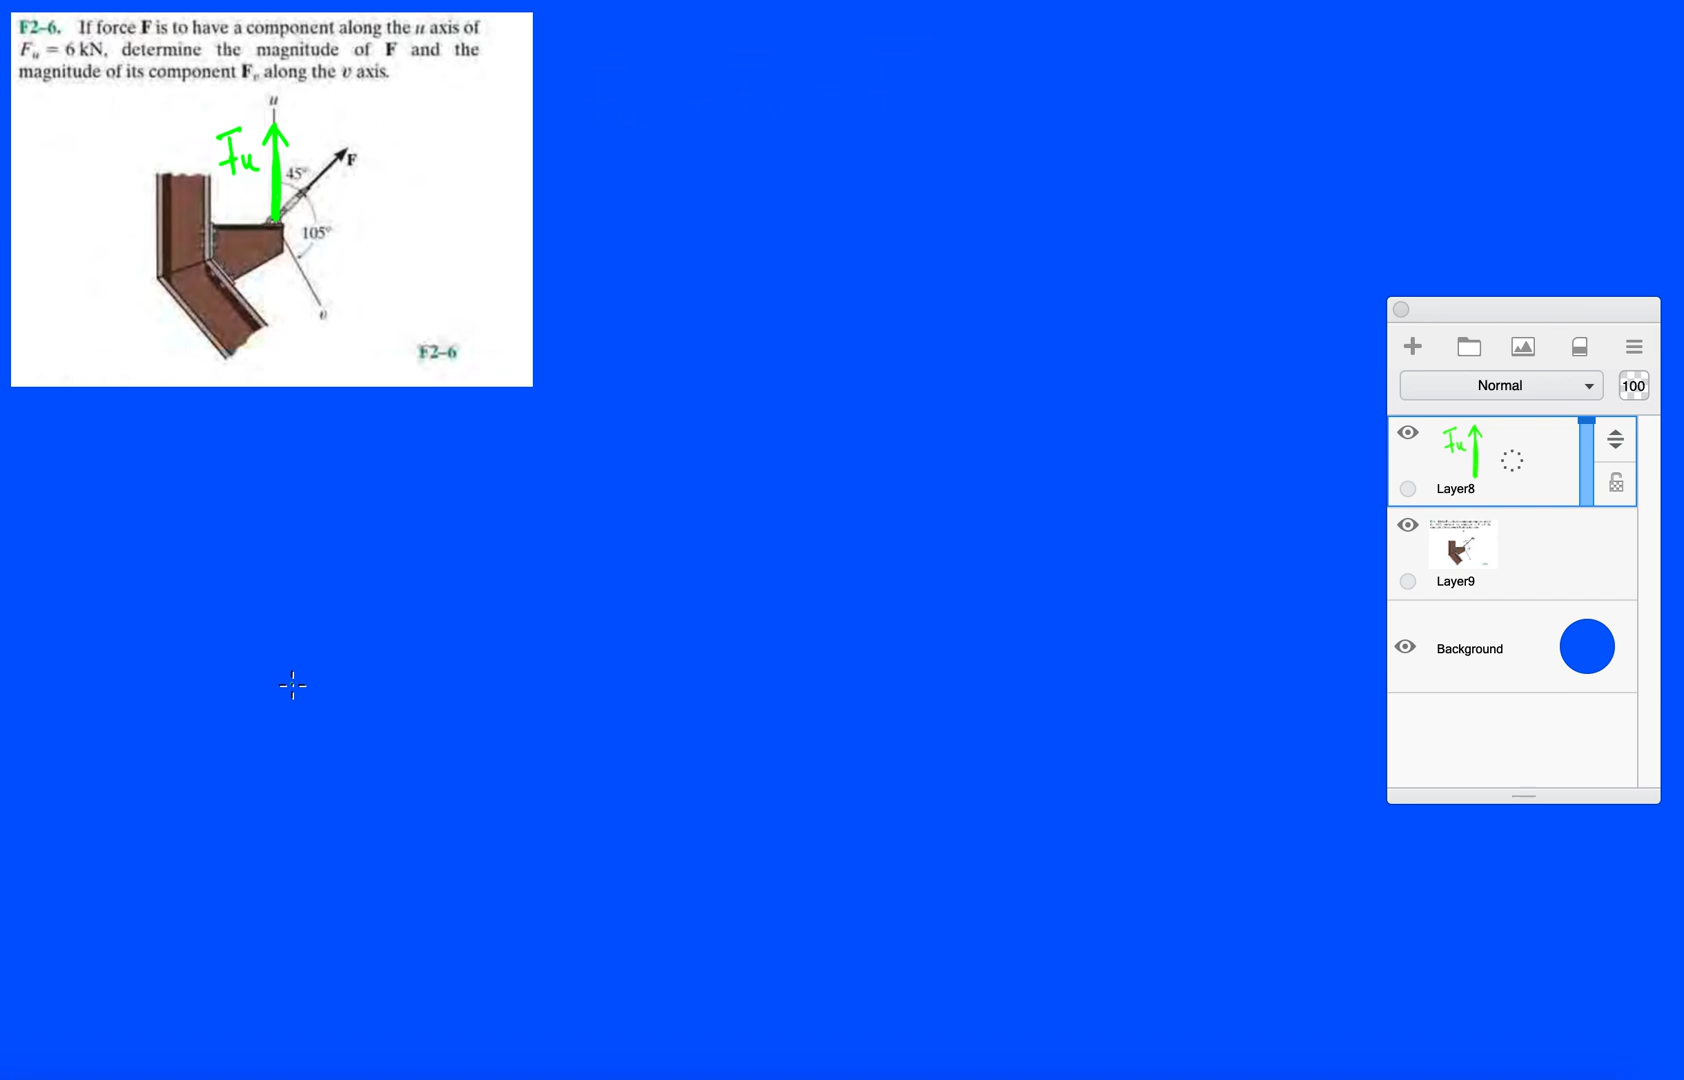 F2–6. If force F is to have a component along the u axis of
Fᵤ = 6 kN, determine the magnitude of F and the
magnitude of its component Fᵥ along the v axis.
u
Fu
F
45°
105°
v
F2–6
Normal
100
Fu
Layer8
Layer9
Background